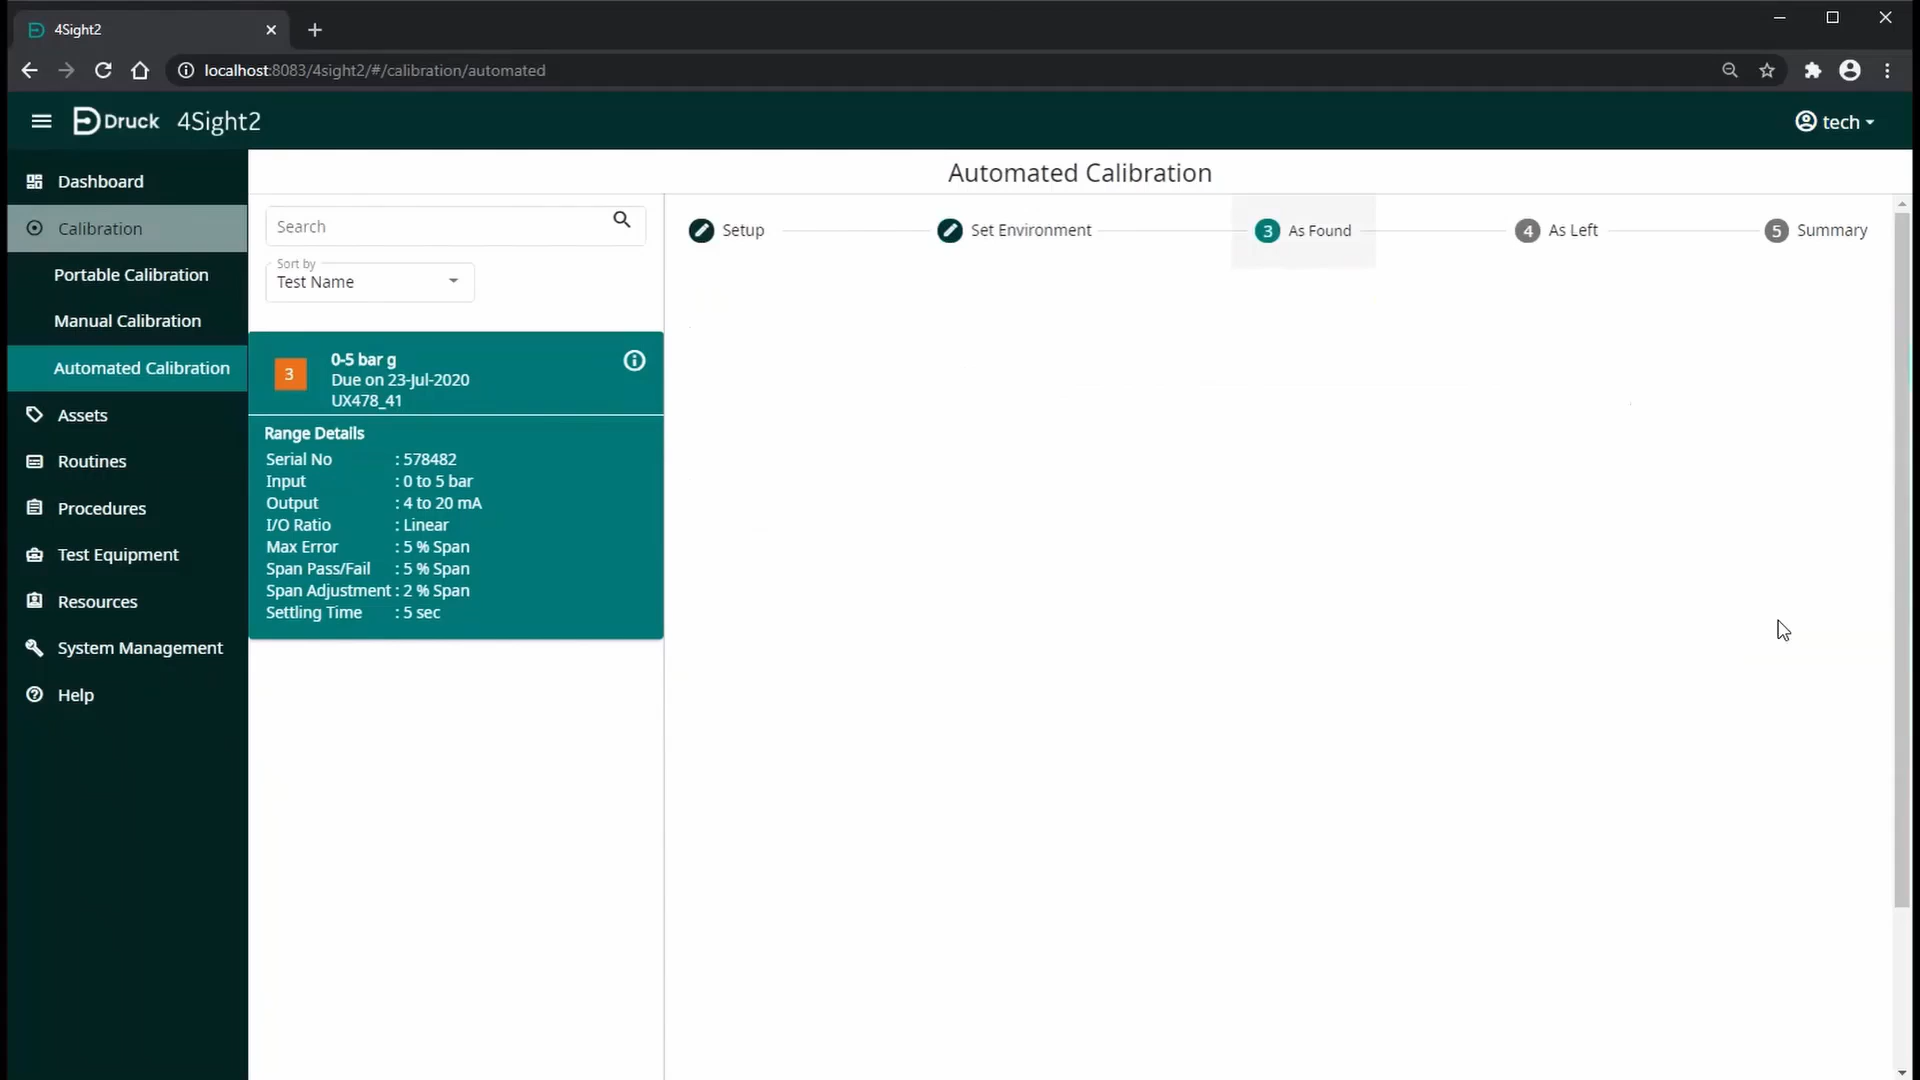 4Sight2
localhost:8083/4sight2/#/calibration/automated
Druck 4Sight2
tech
Dashboard
Calibration
Portable Calibration
Manual Calibration
Automated Calibration
Assets
Routines
Procedures
Test Equipment
Resources
System Management
Help
Automated Calibration
Search
Sort by
Test Name
3
0-5 bar g
Due on 23-Jul-2020
UX478_41
Range Details
Serial No : 578482
Input : 0 to 5 bar
Output : 4 to 20 mA
I/O Ratio : Linear
Max Error : 5 % Span
Span Pass/Fail : 5 % Span
Span Adjustment : 2 % Span
Settling Time : 5 sec
Setup
Set Environment
3 As Found
4 As Left
5 Summary